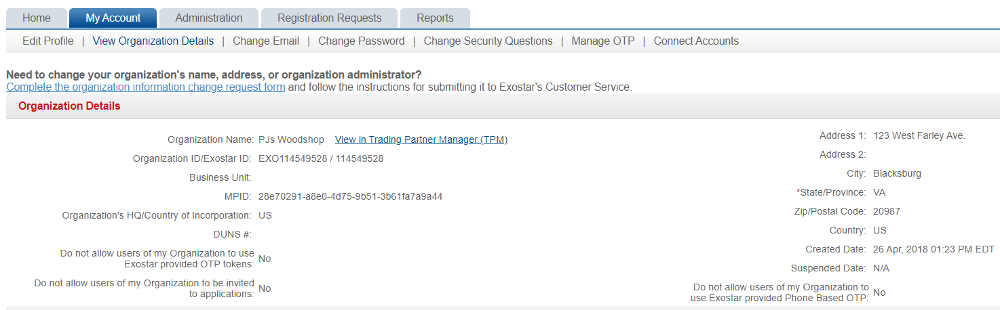 Home My Account Administration Registration Requests Reports
Edit Profile | View Organization Details | Change Email | Change Password | Change Security Questions | Manage OTP | Connect Accounts
Need to change your organization's name, address, or organization administrator?
Complete the organization information change request form and follow the instructions for submitting it to Exostar's Customer Service.
Organization Details
Organization Name: PJs Woodshop View in Trading Partner Manager (TPM)
Organization ID/Exostar ID: EXO114549528 / 114549528
Business Unit:
MPID: 28e70291-a8e0-4d75-9b51-3b61fa7a9a44
Organization's HQ/Country of Incorporation: US
DUNS #:
Do not allow users of my Organization to use
Exostar provided OTP tokens: No
Do not allow users of my Organization to be invited
to applications: No
Address 1: 123 West Farley Ave.
Address 2:
City: Blacksburg
*State/Province: VA
Zip/Postal Code: 20987
Country: US
Created Date: 26 Apr, 2018 01:23 PM EDT
Suspended Date: N/A
Do not allow users of my Organization to
use Exostar provided Phone Based OTP: No